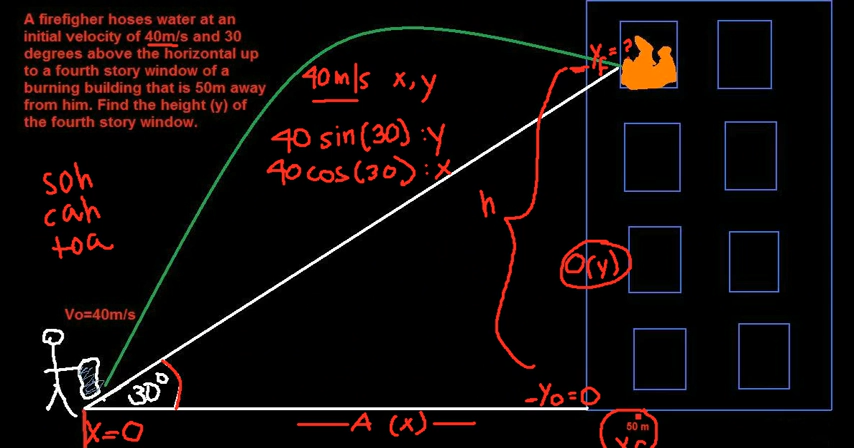 A firefigher hoses water at an
initial velocity of 40m/s and 30
degrees above the horizontal up
to a fourth story window of a
burning building that is 50m away
from him. Find the height (y) of
the fourth story window.
40m/s x, y
40 sin(30) : y
40 cos(30) : x
soh
cah
toa
Yf = ?
h
O(y)
Vo=40m/s
30°
Yo=0
X=0
A (x)
50 m